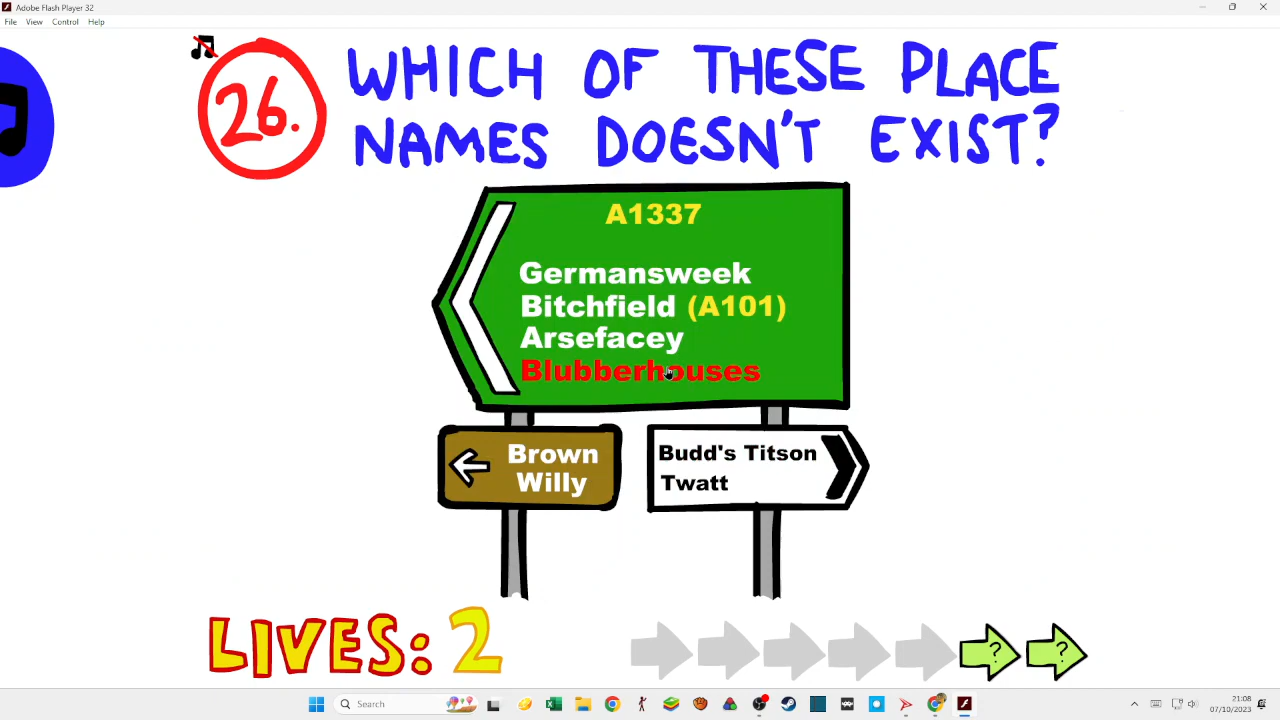 Adobe Flash Player 32
File View Control Help
26.
WHICH OF THESE PLACE
NAMES DOESN'T EXIST?
A1337
Germansweek
Bitchfield (A101)
Arsefacey
Blubberhouses
Brown
Willy
Budd's Titson
Twatt
LIVES: 2
? ?
Search
21:08
07/10/2023